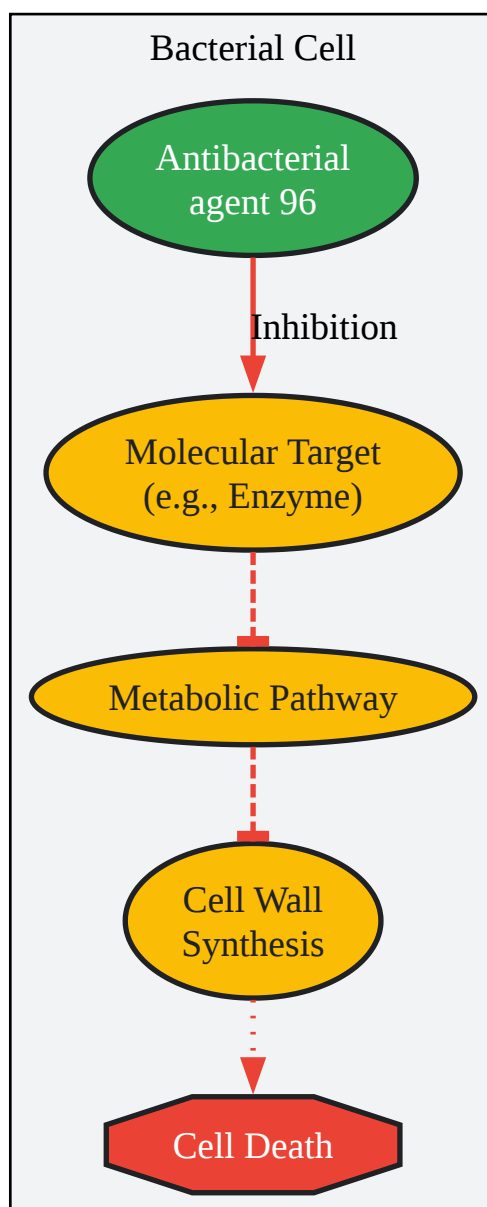 Bacterial Cell
Antibacterial
agent 96
Inhibition
Molecular Target
(e.g., Enzyme)
Metabolic Pathway
Cell Wall
Synthesis
Cell Death